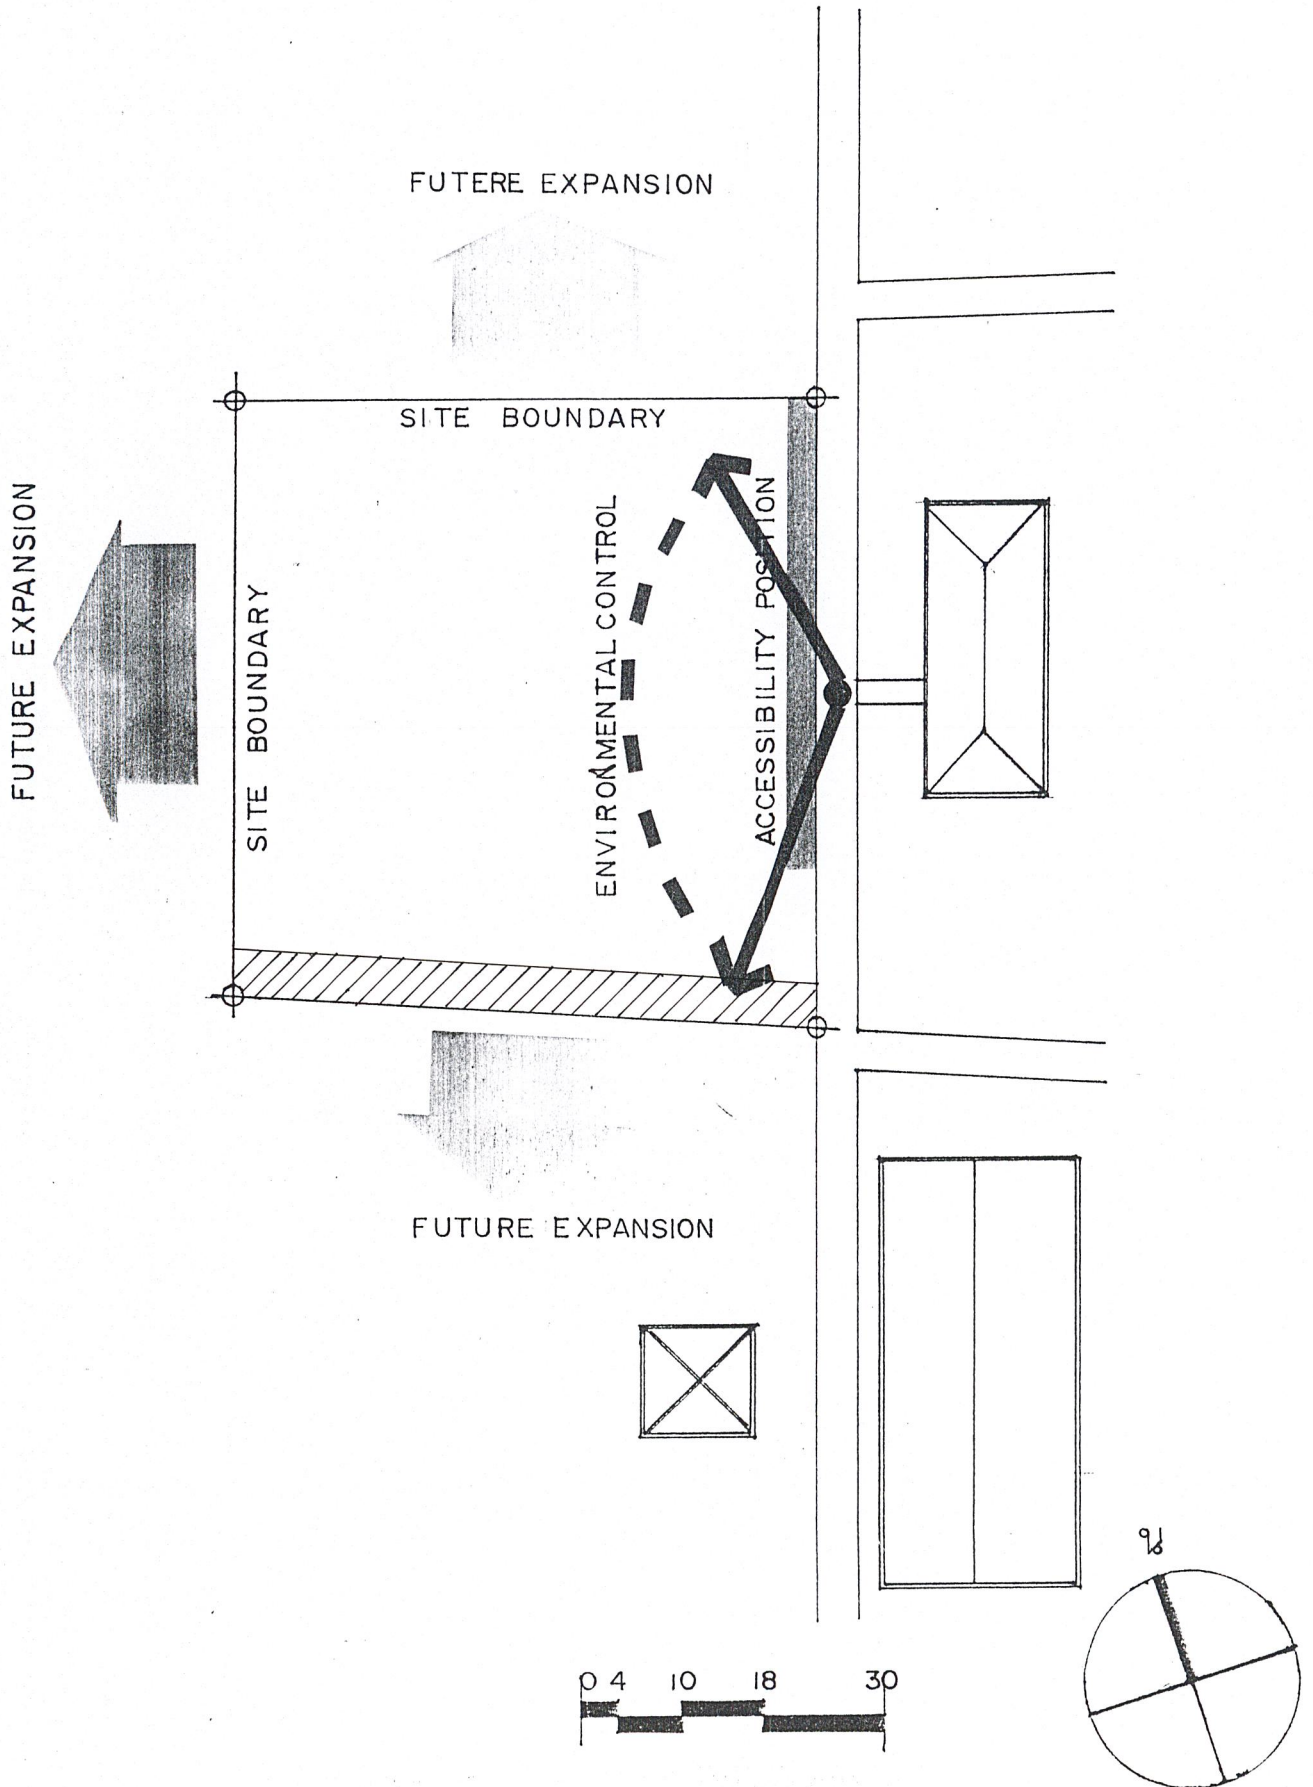 FUTERE EXPANSION
SITE BOUNDARY
FUTURE EXPANSION
SITE BOUNDARY
ENVIRONMENTAL CONTROL
ACCESSIBILITY POSITION
FUTURE EXPANSION
น
0 4 10 18 30